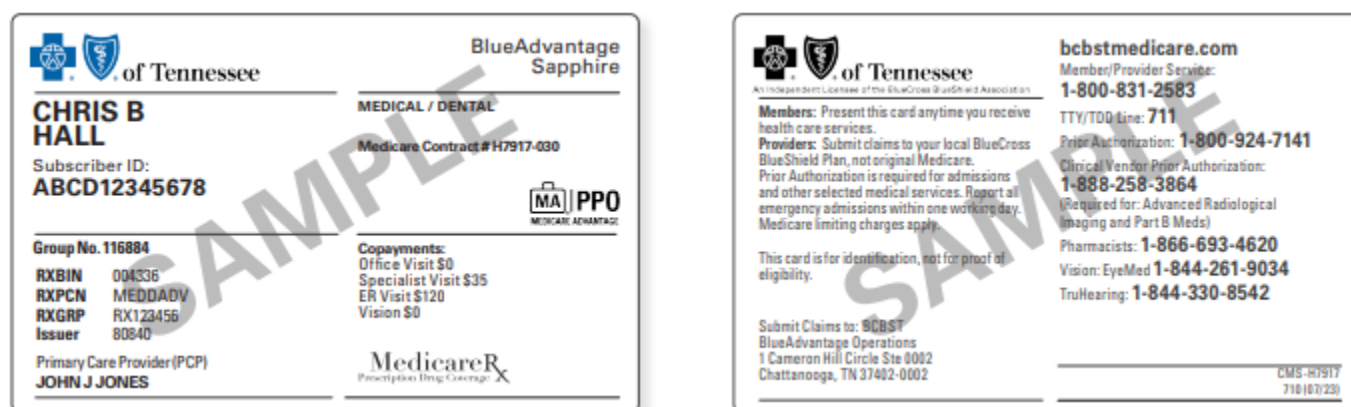 of Tennessee
BlueAdvantage
Sapphire
CHRIS B
HALL
Subscriber ID:
ABCD12345678
MEDICAL / DENTAL
Medicare Contract # H7917-030
MA PPO
MEDICARE ADVANTAGE
Group No. 116884
RXBIN 004336
RXPCN MEDDADV
RXGRP RX123456
Issuer 80840
Primary Care Provider (PCP)
JOHN J JONES
Copayments:
Office Visit $0
Specialist Visit $35
ER Visit $120
Vision $0
MedicareRx
Prescription Drug Coverage
SAMPLE
of Tennessee
An Independent Licensee of the BlueCross BlueShield Association
Members: Present this card anytime you receive
health care services.
Providers: Submit claims to your local BlueCross
BlueShield Plan, not original Medicare.
Prior Authorization is required for admissions
and other selected medical services. Report all
emergency admissions within one working day.
Medicare limiting charges apply.
This card is for identification, not for proof of
eligibility.
Submit Claims to: BCBST
BlueAdvantage Operations
1 Cameron Hill Circle Ste 0002
Chattanooga, TN 37402-0002
bcbstmedicare.com
Member/Provider Service:
1-800-831-2583
TTY/TDD Line: 711
Prior Authorization: 1-800-924-7141
Clinical Vendor Prior Authorization:
1-888-258-3864
(Required for: Advanced Radiological
Imaging and Part B Meds)
Pharmacists: 1-866-693-4620
Vision: EyeMed 1-844-261-9034
TruHearing: 1-844-330-8542
CMS-H7917
710 (07/23)
SAMPLE